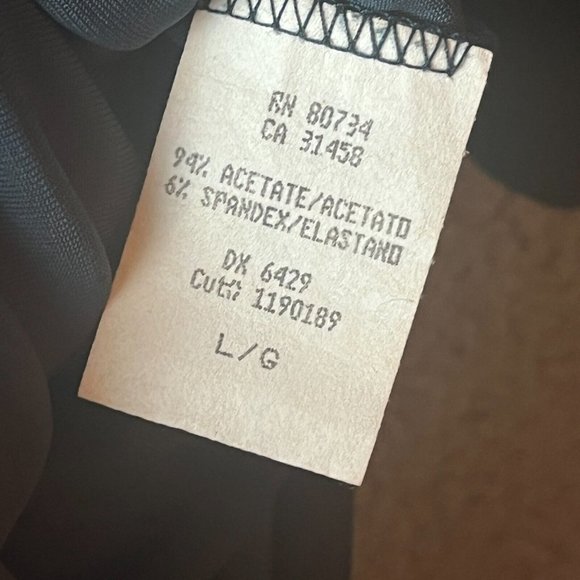 RN 80734
CA 31458
94% ACETATE/ACETATO
6% SPANDEX/ELASTANO
DX 6429
Cut#: 1190189
L/G